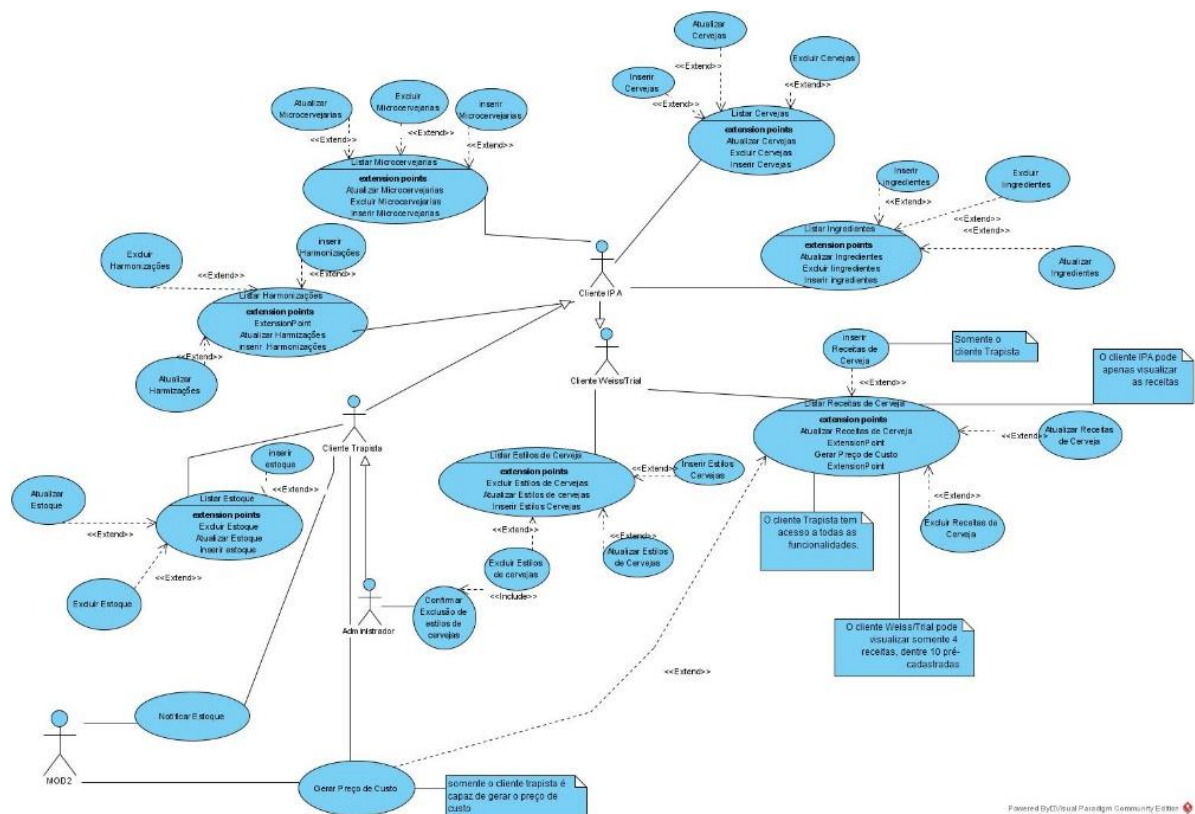 Atualizar
Cervejas
<<Extend>>
Excluir Cervejas
<<Extend>>
Inserir
Cervejas
<<Extend>>
Listar Cervejas
extension points
Atualizar Cervejas
Excluir Cervejas
Inserir Cervejas
Atualizar
Microcervejarias
<<Extend>>
Excluir
Microcervejarias
<<Extend>>
inserir
Microcervejarias
<<Extend>>
Listar Microcervejarias
extension points
Atualizar Microcervejarias
Excluir Microcervejarias
Inserir Microcervejarias
Inserir
ingredientes
<<Extend>>
Excluir
Iingredientes
<<Extend>>
<<Extend>>
Atualizar
Ingredientes
Listar Ingredientes
extension points
Atualizar Ingredientes
Excluir Iingredientes
Inserir ingredientes
Excluir
Harmonizações
<<Extend>>
inserir
Harmonizações
<<Extend>>
Listar Harmonizações
extension points
ExtensionPoint
Atualizar Harmizações
inserir Harmonizações
<<Extend>>
Atualizar
Harmizações
Cliente IPA
Cliente Weiss/Trial
inserir
Receitas de
Cerveja
<<Extend>>
Somente o
cliente Trapista
O cliente IPA pode
apenas visualizar
as receitas
Listar Receitas de Cerveja
extension points
Atualizar Receitas de Cerveja
ExtensionPoint
Gerar Preço de Custo
ExtensionPoint
<<Extend>>
Atualizar Receitas
de Cerveja
<<Extend>>
Excluir Receitas de
Cerveja
O cliente Trapista tem
acesso a todas as
funcionalidades.
O cliente Weiss/Trial pode
visualizar somente 4
receitas, dentre 10 pré-
cadastradas
Cliente Trapista
inserir
estoque
<<Extend>>
Atualizar
Estoque
<<Extend>>
Listar Estoque
extension points
Excluir Estoque
Atualizar Estoque
Inserir estoque
<<Extend>>
Excluir Estoque
Listar Estilos de Cerveja
extension points
Excluir Estilos de Cervejas
Atualizar Estilos de cervejas
Inserir Estilos Cervejas
<<Extend>>
Inserir Estilos
Cervejas
<<Extend>>
Excluir Estilos
de cervejas
<<Extend>>
Atualizar Estilos de
Cervejas
<<Include>>
Confirmar
Exclusão de
estilos de
cervejas
Administrador
<<Extend>>
Notificar Estoque
MOD2
Gerar Preço de Custo
somente o cliente trapista é
capaz de gerar o preço de
custo
Powered By Visual Paradigm Community Edition